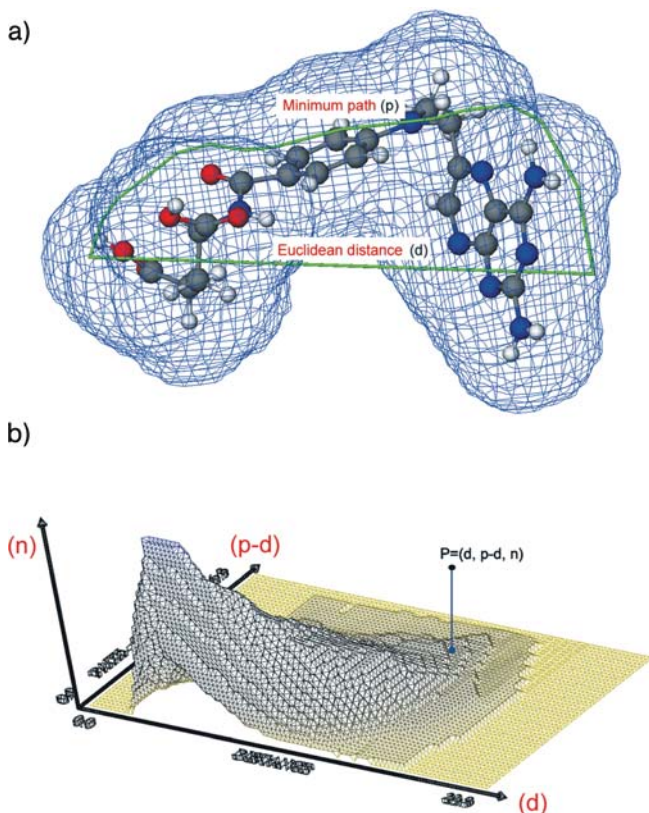 a)
Minimum path (p)
Euclidean distance (d)
b)
(n)
(p-d)
P=(d, p-d, n)
(d)